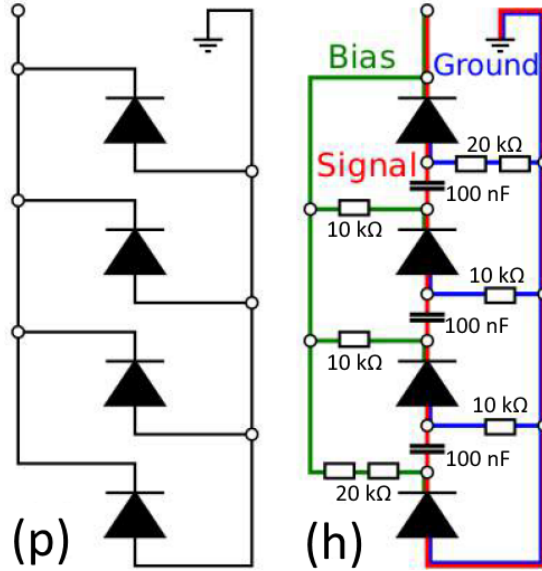 Bias
Ground
20 kΩ
Signal
100 nF
10 kΩ
10 kΩ
100 nF
10 kΩ
10 kΩ
100 nF
20 kΩ
(p)
(h)